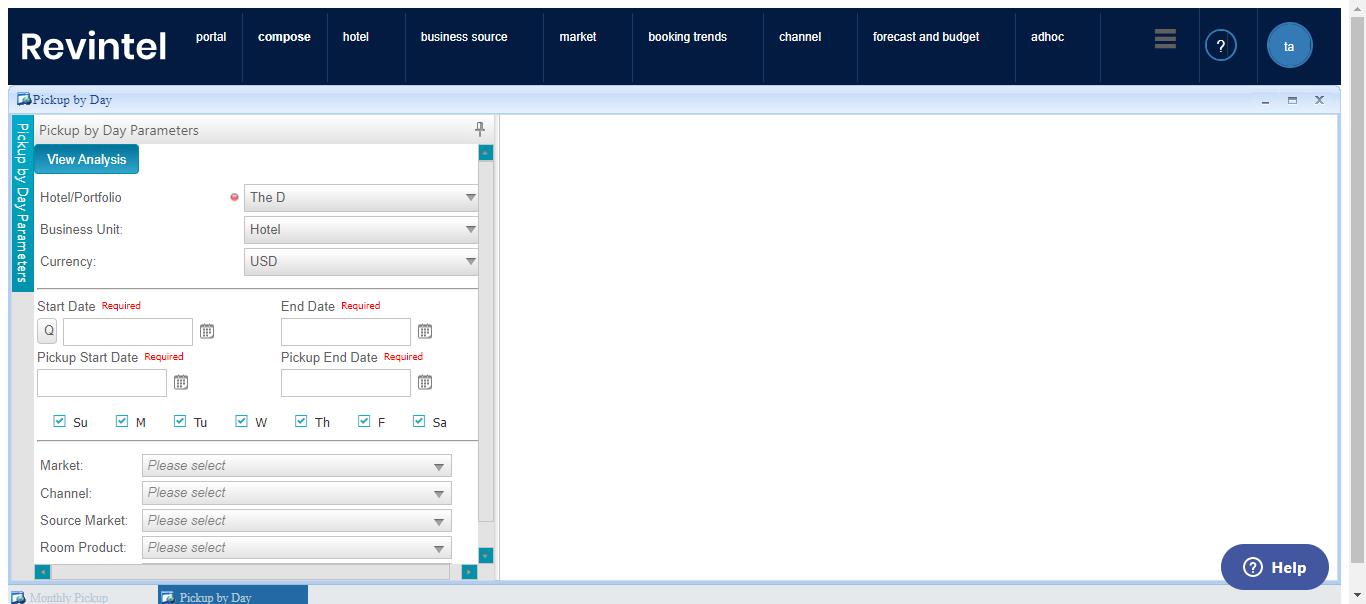 Revintel portal compose hotel business source market booking trends channel forecast and budget adhoc ? ta
Pickup by Day
Pickup by Day Parameters
Pickup by Day Parameters
View Analysis
Hotel/Portfolio The D
Business Unit: Hotel
Currency: USD
Start Date Required End Date Required
Q
Pickup Start Date Required Pickup End Date Required
Su M Tu W Th F Sa
Market: Please select
Channel: Please select
Source Market: Please select
Room Product: Please select
? Help
Monthly Pickup Pickup by Day